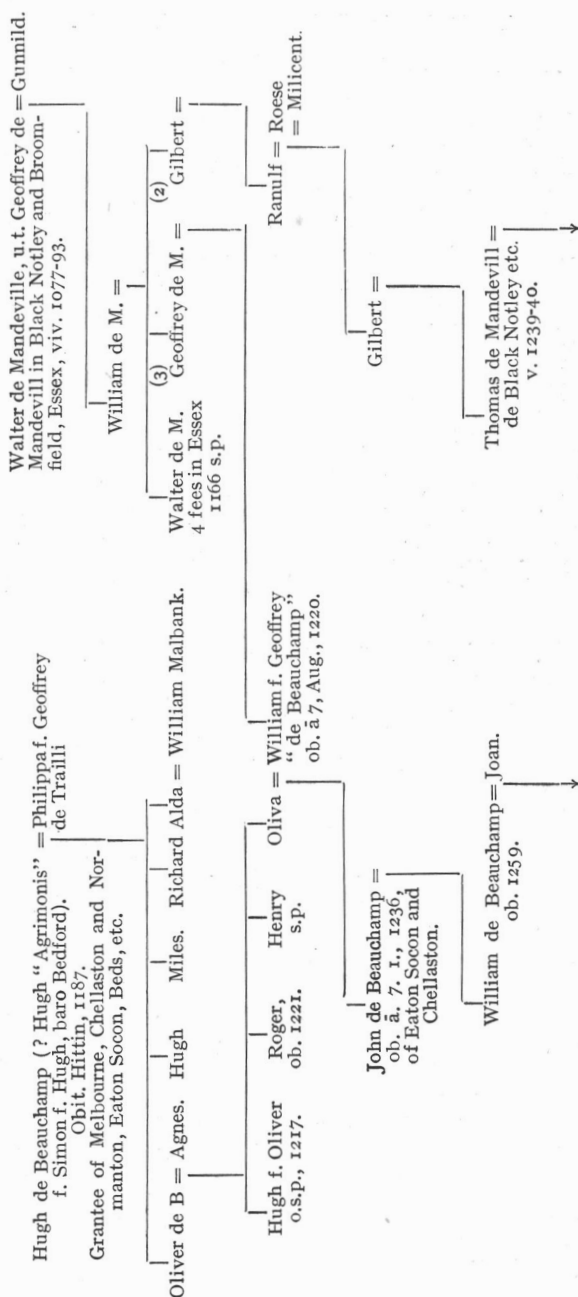 Hugh de Beauchamp (? Hugh "Agrimonis" = Philippa f. Geoffrey
f. Simon f. Hugh, baro Bedford). de Trailli
Obit. Hittin, 1187.
Grantee of Melbourne, Chellaston and Nor-
manton, Eaton Socon, Beds, etc.
Walter de Mandeville, u.t. Geoffrey de = Gunnild.
Mandevill in Black Notley and Broom-
field, Essex, viv. 1077-93.
William de M. =
Oliver de B = Agnes. Hugh Miles. Richard Alda = William Malbank.
Walter de M.
4 fees in Essex
1166 s.p.
(3)
Geoffrey de M. =
(2)
Gilbert =
Hugh f. Oliver
o.s.p., 1217.
Roger,
ob. 1221.
Henry
s.p.
Oliva = William f. Geoffrey
"de Beauchamp"
ob. ā 7, Aug., 1220.
Ranulf = Roese
= Milicent.
John de Beauchamp =
ob. ā. 7. 1., 1236,
of Eaton Socon and
Chellaston.
Gilbert =
William de Beauchamp = Joan.
ob. 1259.
Thomas de Mandevill =
de Black Notley etc.
v. 1239-40.